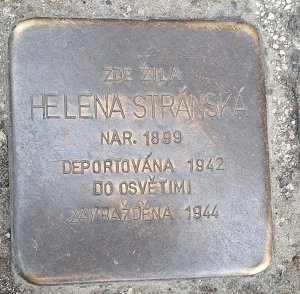 ZDE ŽILA
HELENA STRÁNSKÁ
NAR. 1899
DEPORTOVÁNA 1942
DO OSVĚTIMI
ZAVRAŽDĚNA 1944